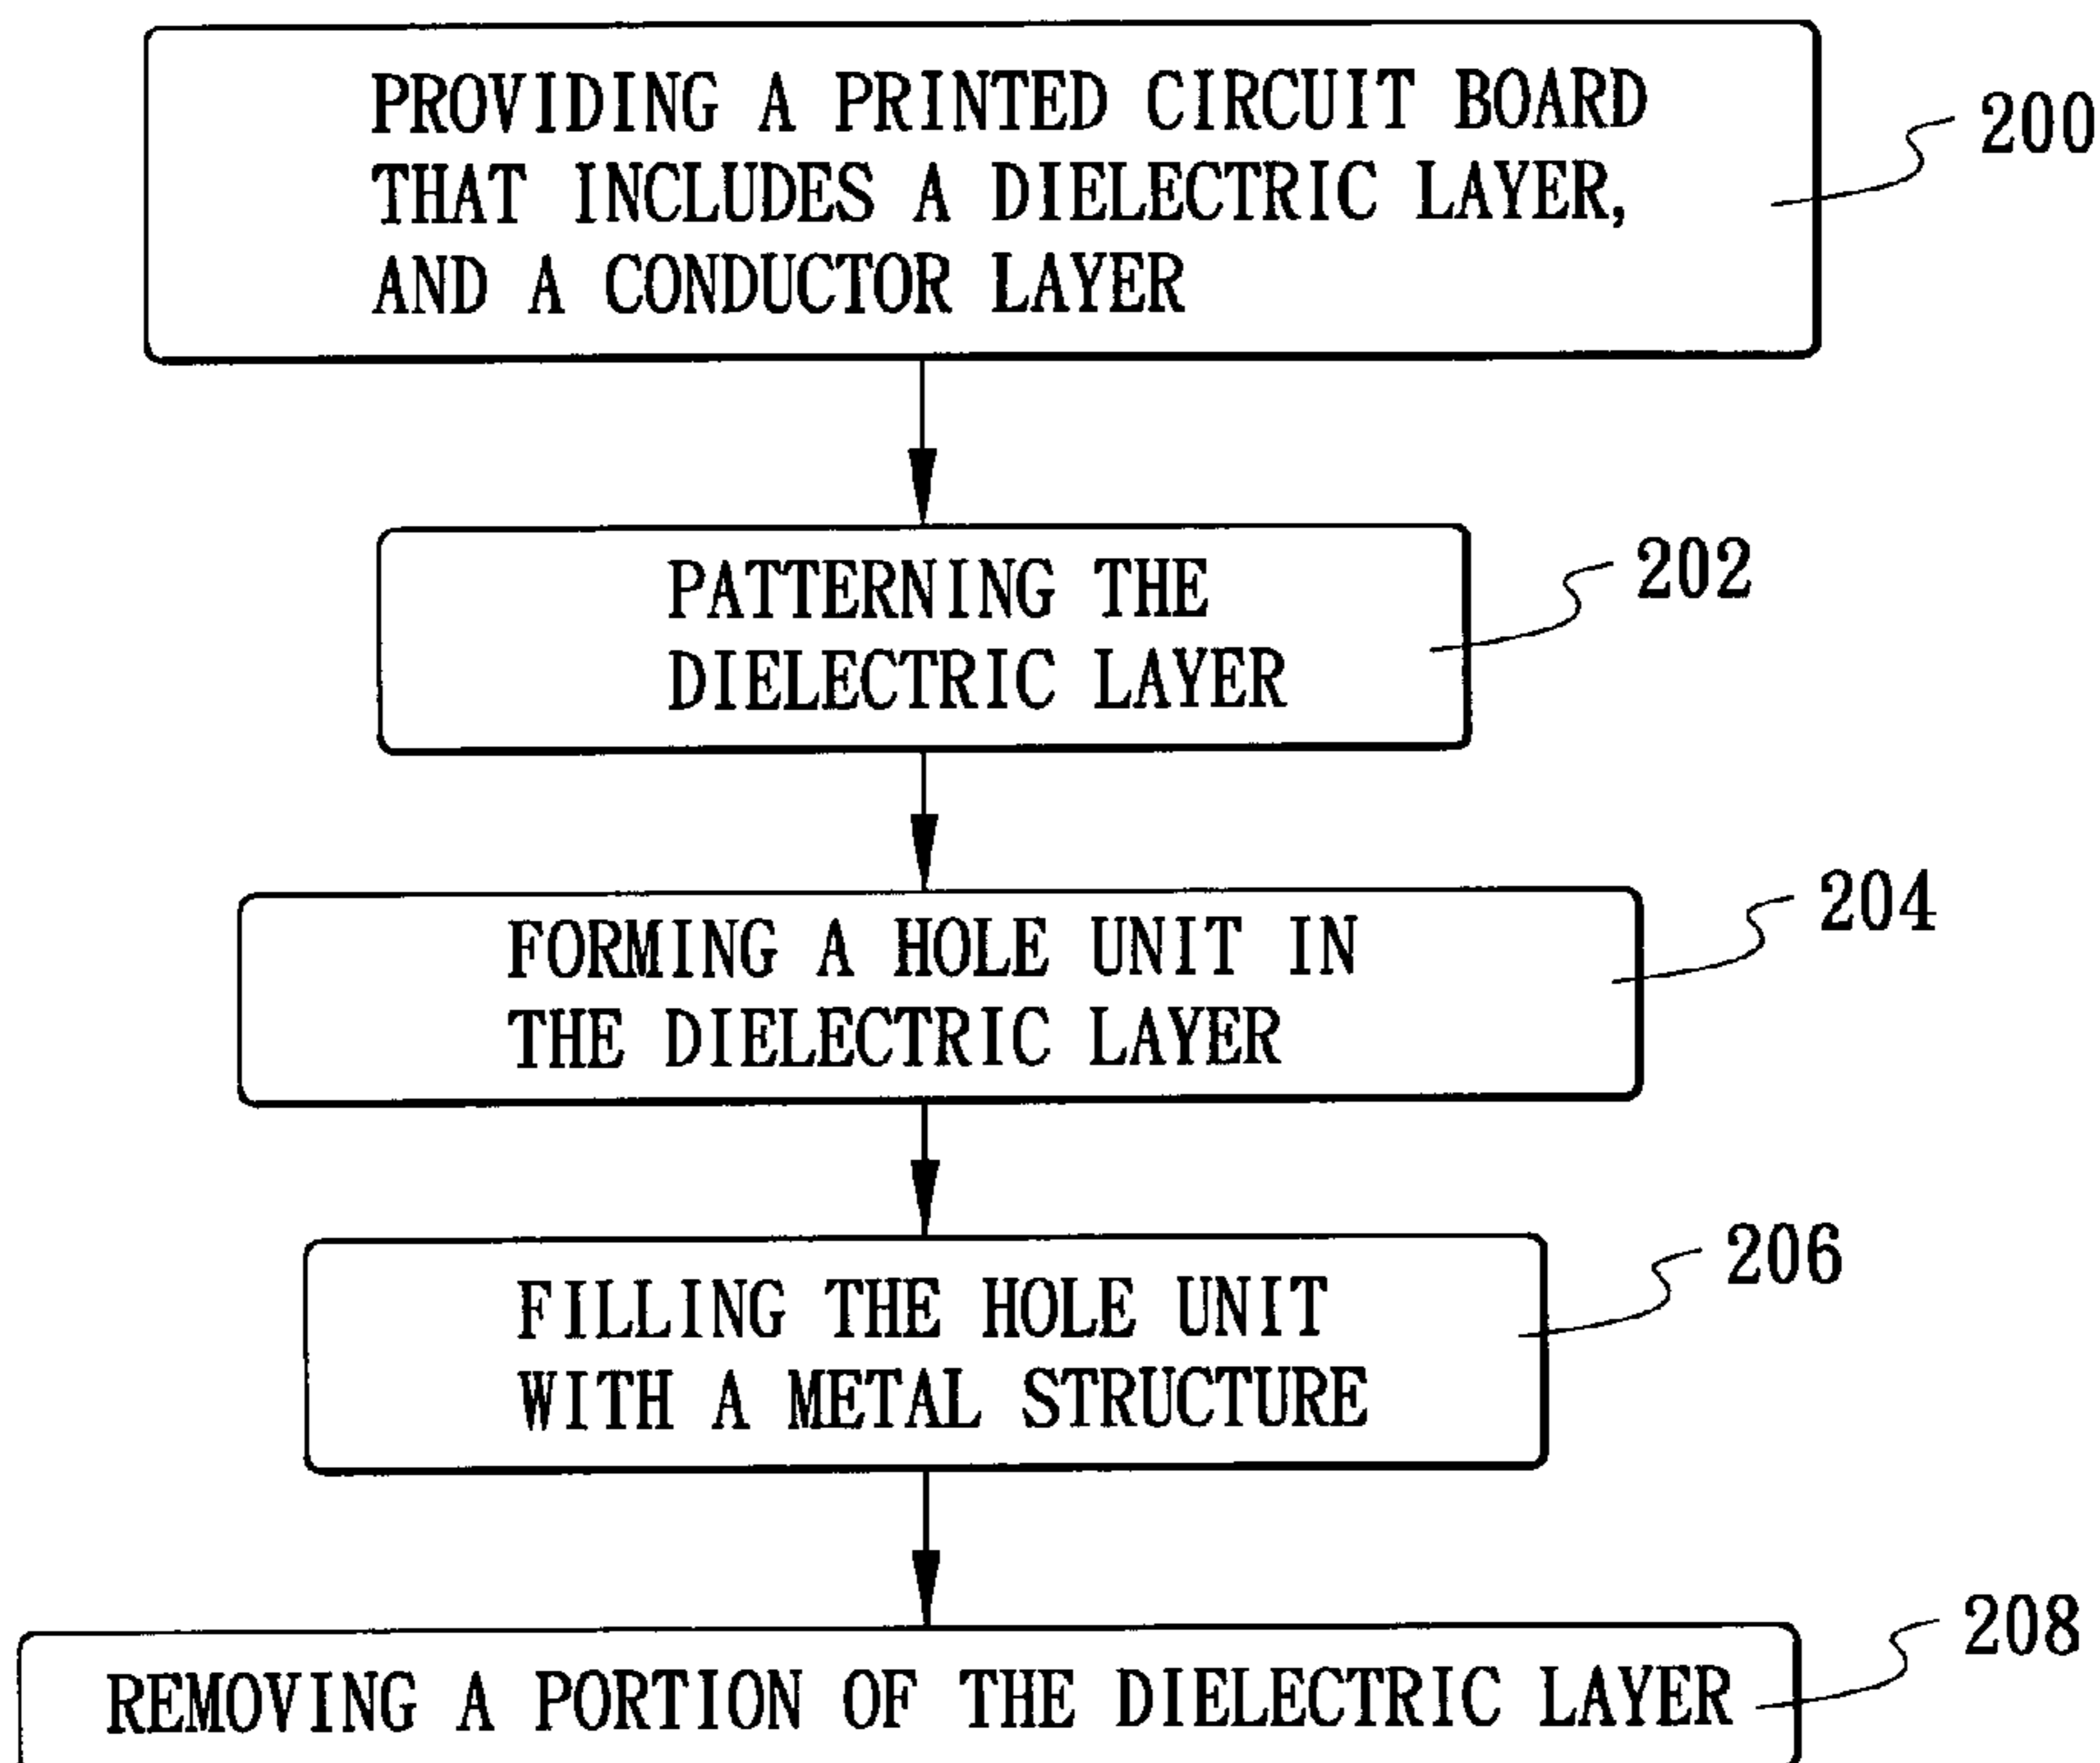 PROVIDING A PRINTED CIRCUIT BOARD
THAT INCLUDES A DIELECTRIC LAYER,
AND A CONDUCTOR LAYER
200
PATTERNING THE
DIELECTRIC LAYER
202
FORMING A HOLE UNIT IN
THE DIELECTRIC LAYER
204
FILLING THE HOLE UNIT
WITH A METAL STRUCTURE
206
REMOVING A PORTION OF THE DIELECTRIC LAYER
208